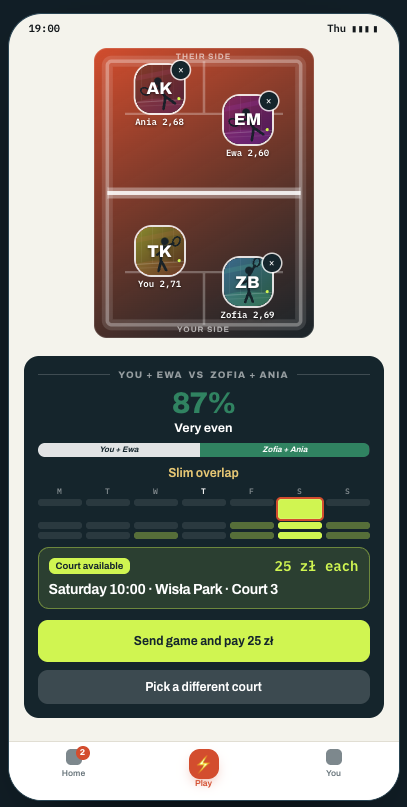 19:00
Thu
THEIR SIDE
×
AK
Ania 2,68
×
EM
Ewa 2,60
TK
You 2,71
×
ZB
Zofia 2,69
YOUR SIDE
YOU + EWA VS ZOFIA + ANIA
87%
Very even
You + Ewa
Zofia + Ania
Slim overlap
M T W T F S S
Court available
25 zł each
Saturday 10:00 · Wisła Park · Court 3
Send game and pay 25 zł
Pick a different court
2
Home
Play
You